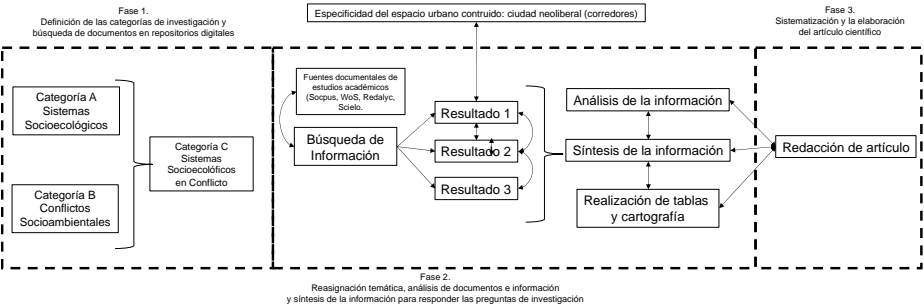 Fase 1.
Definición de las categorías de investigación y
búsqueda de documentos en repositorios digitales
Especificidad del espacio urbano contruido: ciudad neoliberal (corredores)
Fase 3.
Sistematización y la elaboración
del artículo científico
Categoría A
Sistemas
Socioecológicos
Categoría B
Conflictos
Socioambientales
Categoría C
Sistemas
Socioecolóficos
en Conflicto
Fuentes documentales de
estudios académicos
(Socpus, WoS, Redalyc,
Scielo.
Búsqueda de
Información
Resultado 1
Resultado 2
Resultado 3
Análisis de la información
Síntesis de la información
Realización de tablas
y cartografía
Redacción de artículo
Fase 2.
Reasignación temática, análisis de documentos e información
y síntesis de la información para responder las preguntas de investigación